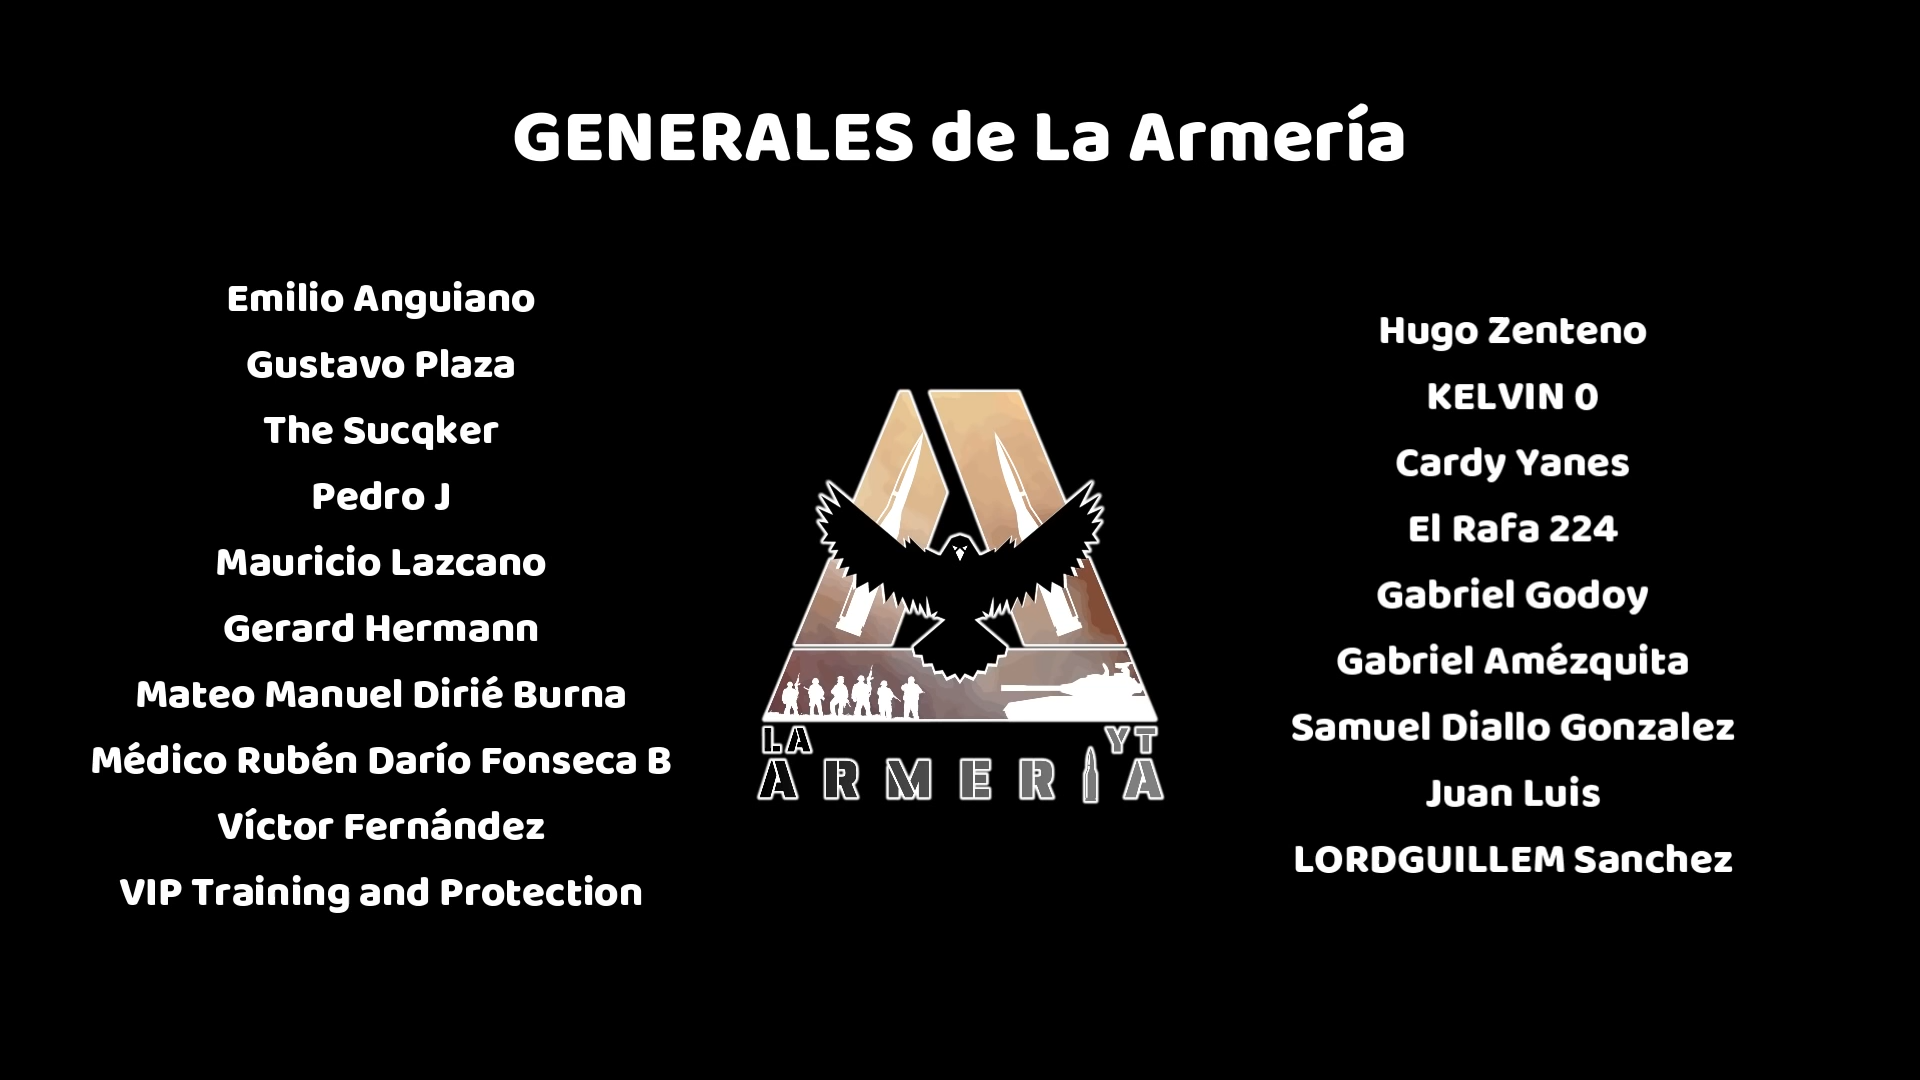 GENERALES de La Armería
Emilio Anguiano
Gustavo Plaza
The Sucqker
Pedro J
Mauricio Lazcano
Gerard Hermann
Mateo Manuel Dirié Burna
Médico Rubén Darío Fonseca B
Víctor Fernández
VIP Training and Protection
LA YT
ARMERÍA
Hugo Zenteno
KELVIN 0
Cardy Yanes
El Rafa 224
Gabriel Godoy
Gabriel Amézquita
Samuel Diallo Gonzalez
Juan Luis
LORDGUILLEM Sanchez